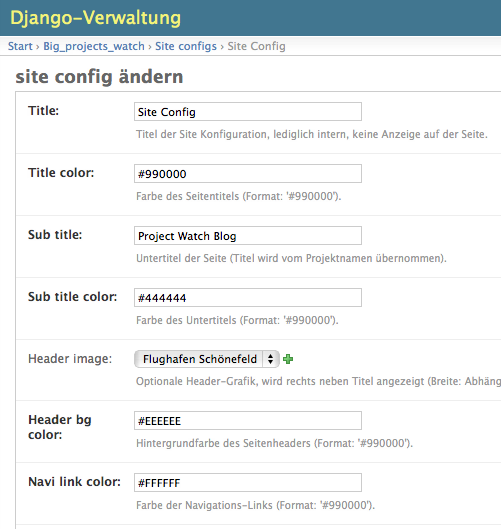 Django-Verwaltung
Start › Big_projects_watch › Site configs › Site Config
site config ändern
Title: Site Config
Titel der Site Konfiguration, lediglich intern, keine Anzeige auf der Seite.
Title color: #990000
Farbe des Seitentitels (Format: '#990000').
Sub title: Project Watch Blog
Untertitel der Seite (Titel wird vom Projektnamen übernommen).
Sub title color: #444444
Farbe des Untertitels (Format: '#990000').
Header image: Flughafen Schönefeld
Optionale Header-Grafik, wird rechts neben Titel angezeigt (Breite: Abhäng
Header bg color: #EEEEEE
Hintergrundfarbe des Seitenheaders (Format: '#990000').
Navi link color: #FFFFFF
Farbe der Navigations-Links (Format: '#990000').